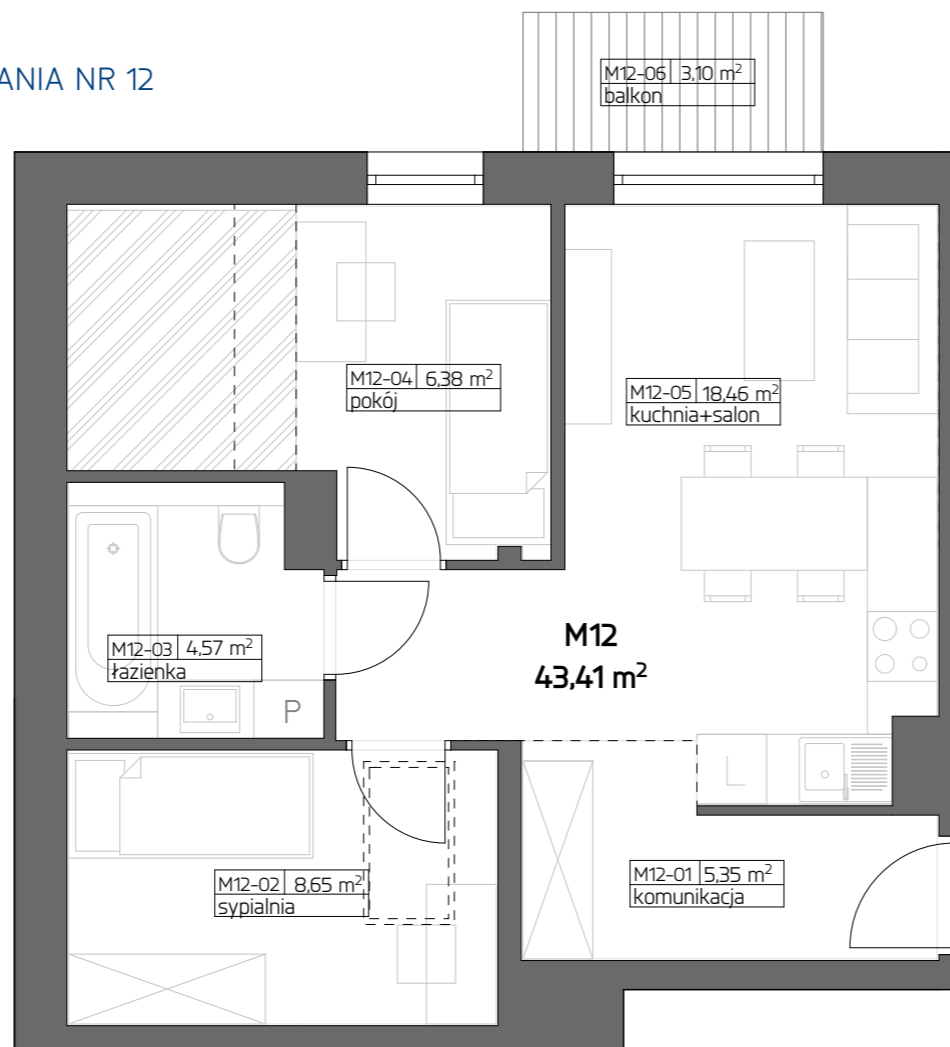 ANIA NR 12
M12-06 3,10 m²
balkon
M12-04 6,38 m²
pokój
M12-05 18,46 m²
kuchnia+salon
M12
43,41 m²
M12-03 4,57 m²
łazienka
P
L
M12-02 8,65 m²
sypialnia
M12-01 5,35 m²
komunikacja